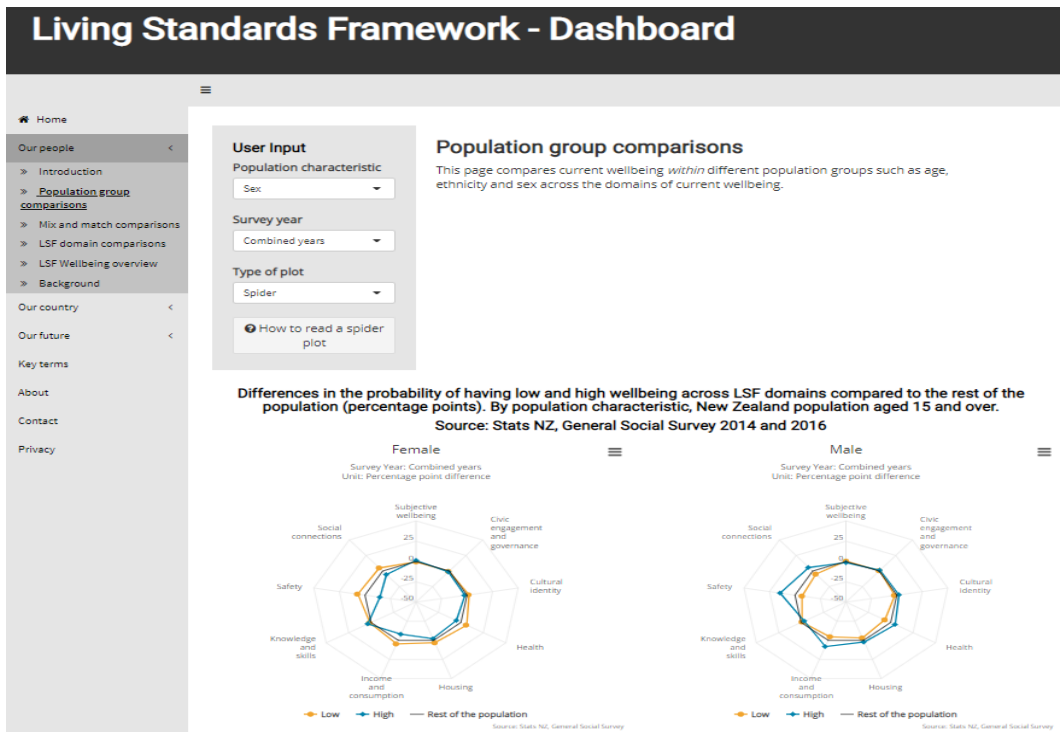 Living Standards Framework - Dashboard
Home
Our people
Introduction
Population group
comparisons
Mix and match comparisons
LSF domain comparisons
LSF Wellbeing overview
Background
Our country
Our future
Key terms
About
Contact
Privacy
User Input
Population characteristic
Sex
Survey year
Combined years
Type of plot
Spider
How to read a spider
plot
Population group comparisons
This page compares current wellbeing within different population groups such as age,
ethnicity and sex across the domains of current wellbeing.
Differences in the probability of having low and high wellbeing across LSF domains compared to the rest of the
population (percentage points). By population characteristic, New Zealand population aged 15 and over.
Source: Stats NZ, General Social Survey 2014 and 2016
Female
Survey Year: Combined years
Unit: Percentage point difference
Subjective
wellbeing
Civic
engagement
and
governance
Cultural
identity
Health
Housing
Income
and
consumption
Knowledge
and
skills
Safety
Social
connections
25
0
-25
-50
Low
High
Rest of the population
Source: Stats NZ, General Social Survey
Male
Survey Year: Combined years
Unit: Percentage point difference
Subjective
wellbeing
Civic
engagement
and
governance
Cultural
identity
Health
Housing
Income
and
consumption
Knowledge
and
skills
Safety
Social
connections
25
0
-25
-50
Low
High
Rest of the population
Source: Stats NZ, General Social Survey